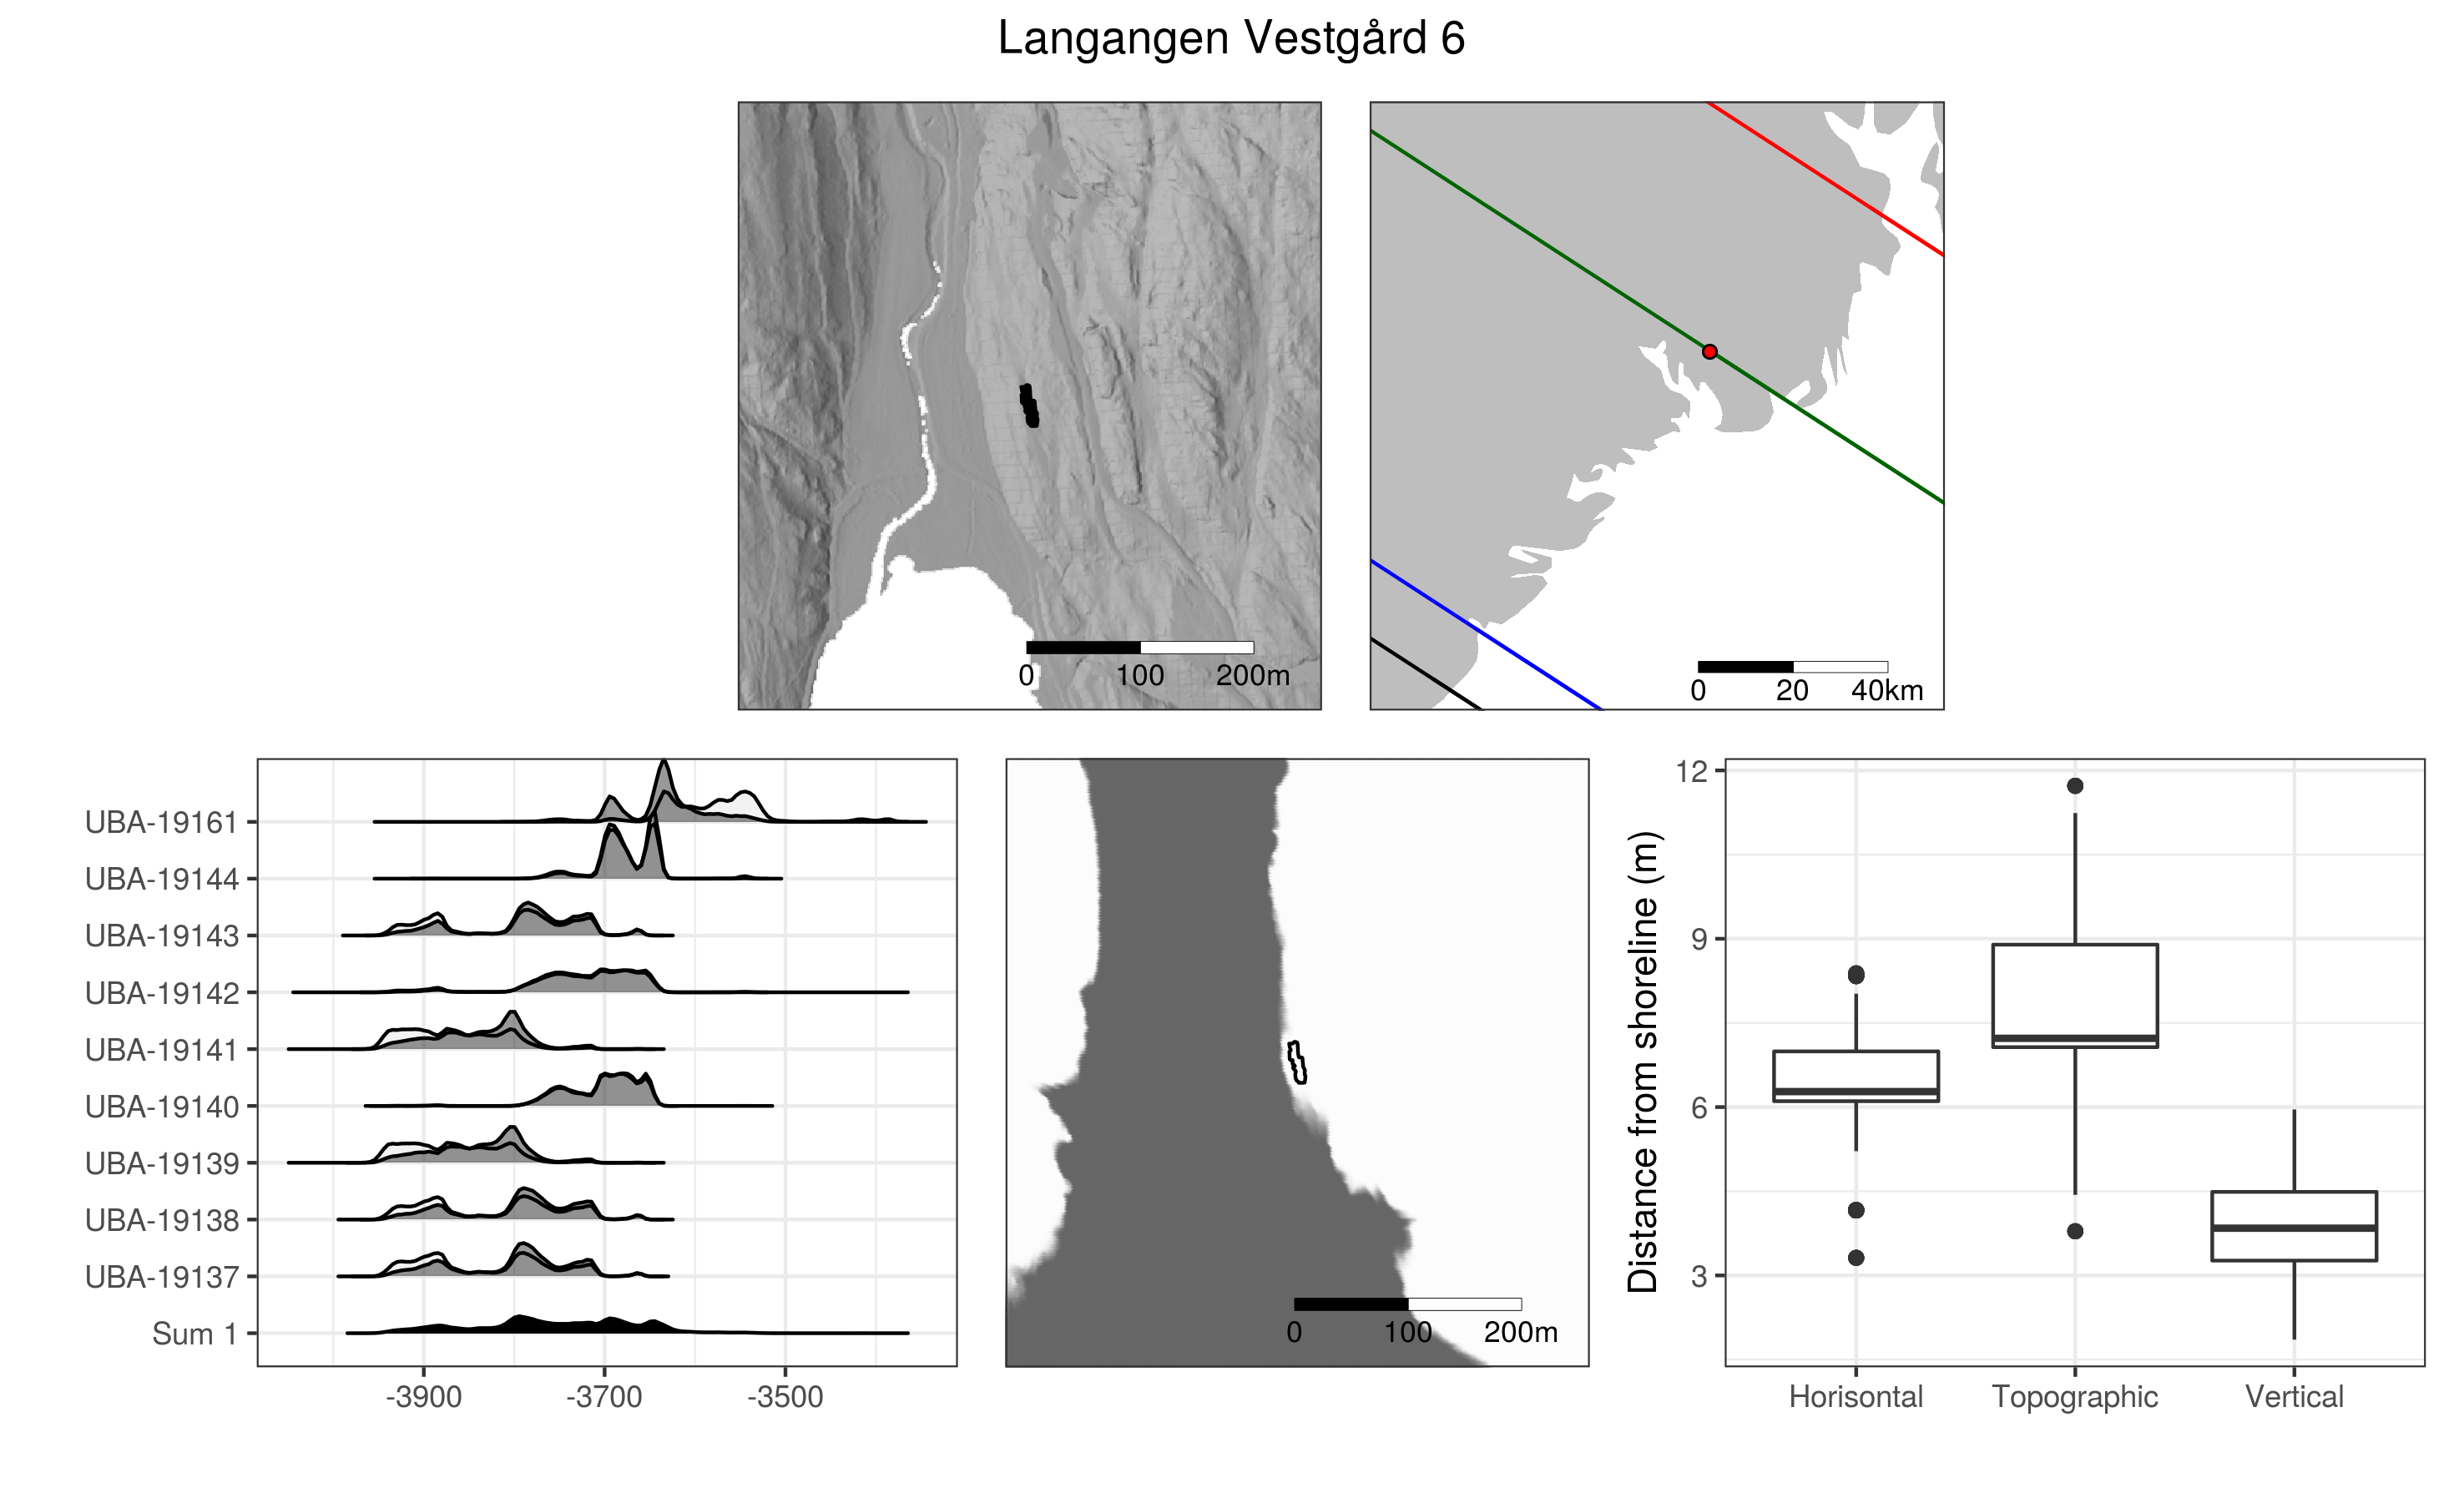 Langangen Vestgård 6
0 100 200m
0 20 40km
UBA-19161
UBA-19144
UBA-19143
UBA-19142
UBA-19141
UBA-19140
UBA-19139
UBA-19138
UBA-19137
Sum 1
-3900 -3700 -3500
0 100 200m
Distance from shoreline (m)
12
9
6
3
Horisontal Topographic Vertical